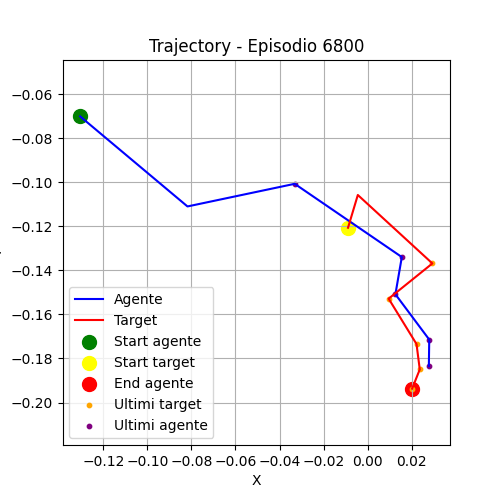 Trajectory - Episodio 6800
−0.06
−0.08
−0.10
−0.12
−0.14
−0.16
−0.18
−0.20
Agente
Target
Start agente
Start target
End agente
Ultimi target
Ultimi agente
−0.12 −0.10 −0.08 −0.06 −0.04 −0.02 0.00 0.02
X